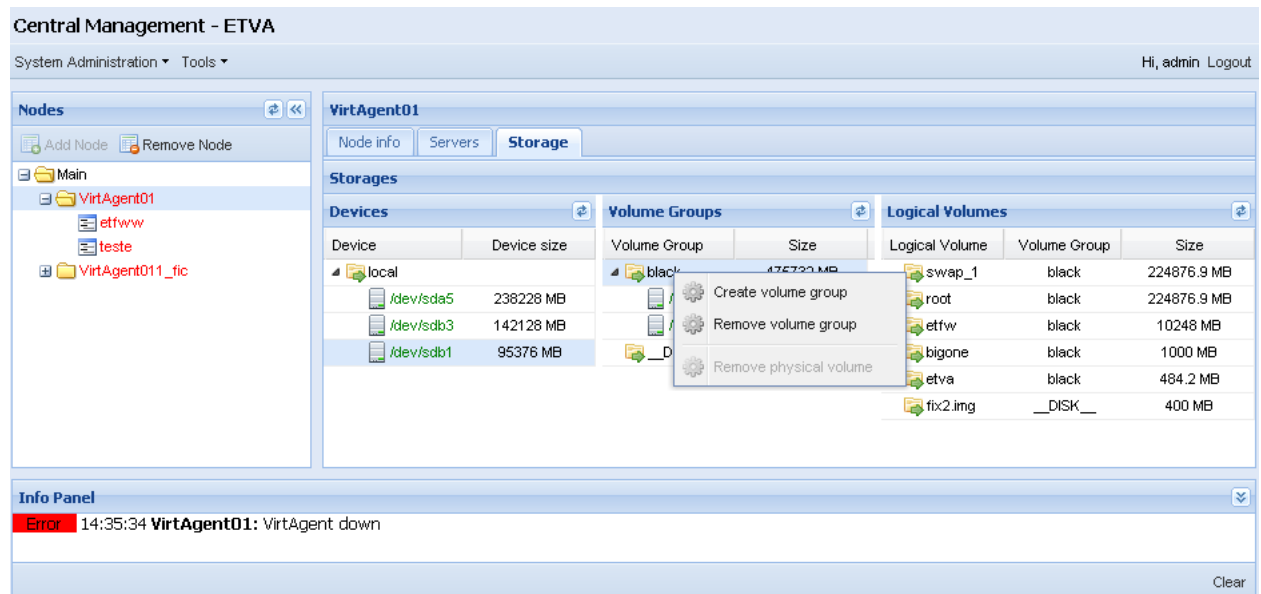 Central Management - ETVA
System Administration Tools Hi, admin Logout
Nodes
Add Node Remove Node
Main
VirtAgent01
etfww
teste
VirtAgent011_fic
VirtAgent01
Node info Servers Storage
Storages
Devices
Device Device size
local
/dev/sda5 238228 MB
/dev/sdb3 142128 MB
/dev/sdb1 95376 MB
Volume Groups
Volume Group Size
black 475732 MB
/
/
__D
Create volume group
Remove volume group
Remove physical volume
Logical Volumes
Logical Volume Volume Group Size
swap_1 black 224876.9 MB
root black 224876.9 MB
etfw black 10248 MB
bigone black 1000 MB
etva black 484.2 MB
fix2.img __DISK__ 400 MB
Info Panel
Error 14:35:34 VirtAgent01: VirtAgent down
Clear